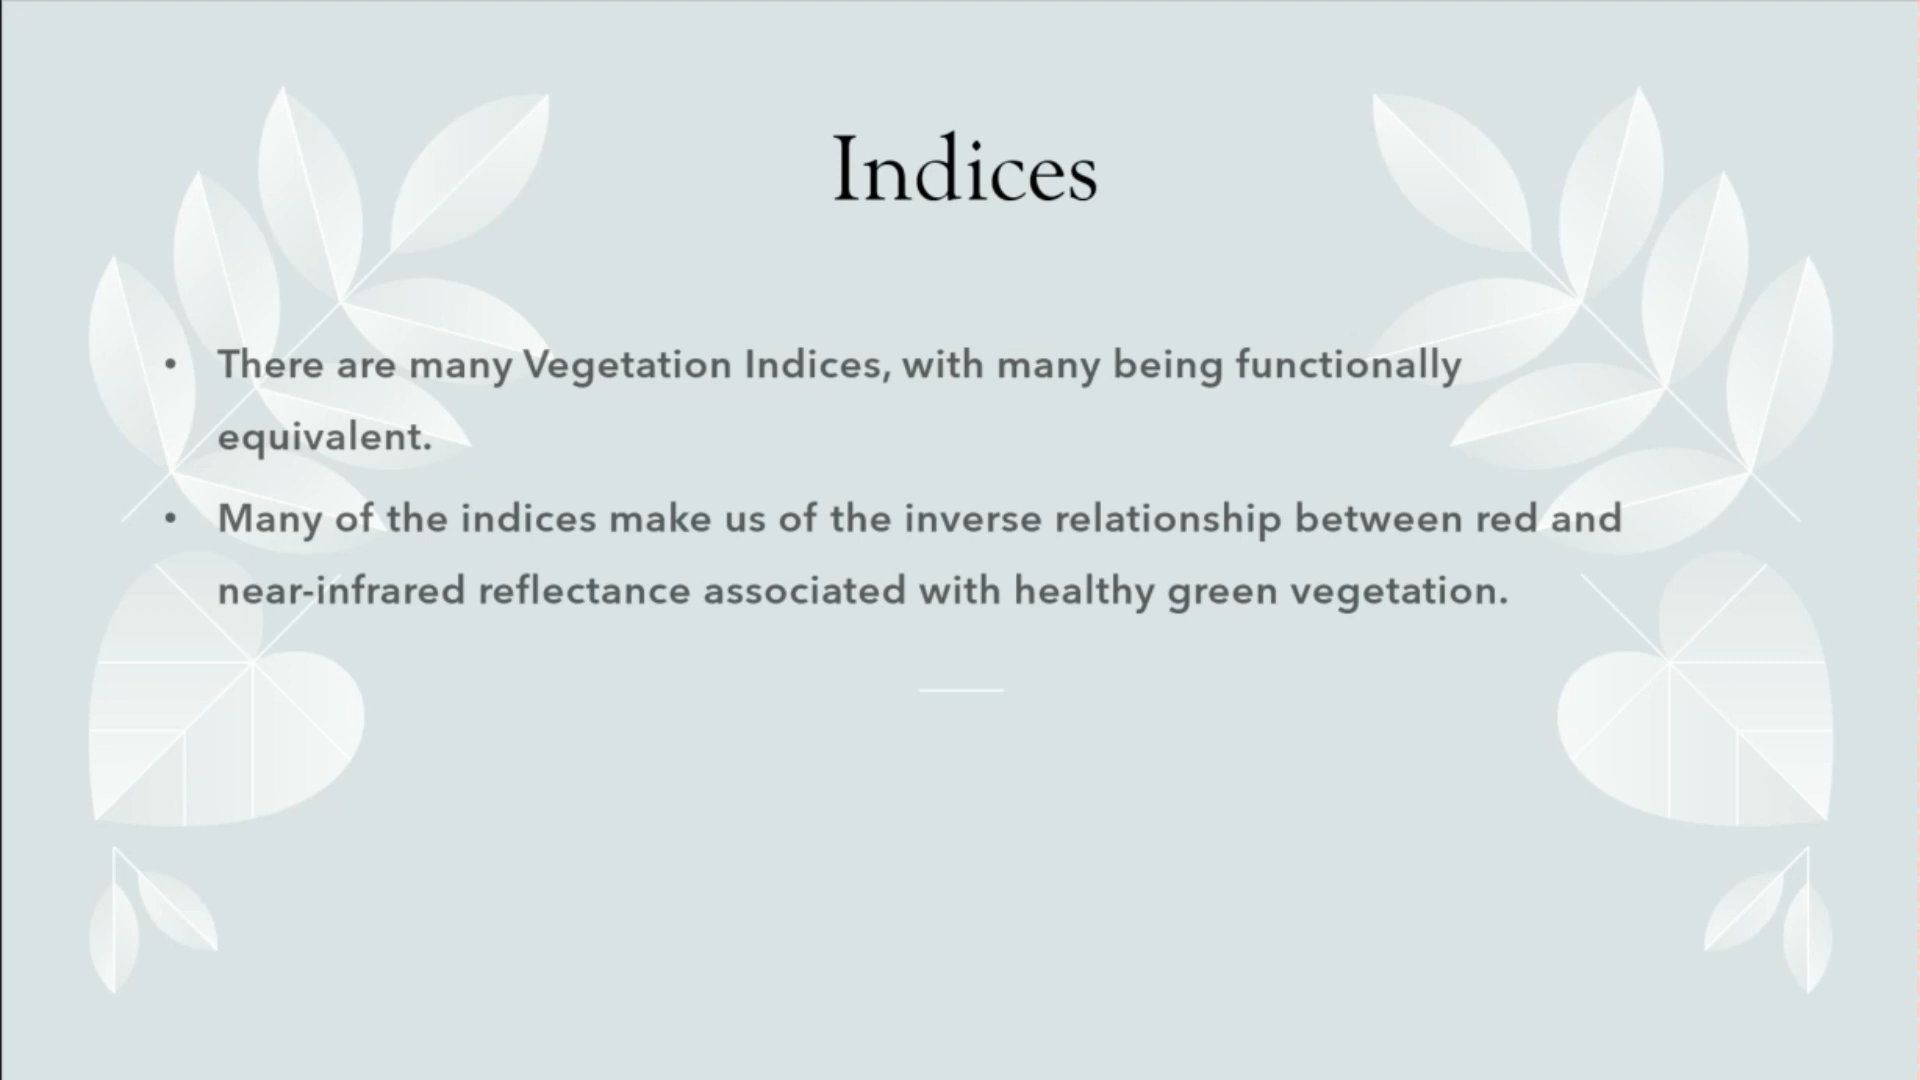 Indices
• There are many Vegetation Indices, with many being functionally
equivalent.
• Many of the indices make us of the inverse relationship between red and
near-infrared reflectance associated with healthy green vegetation.